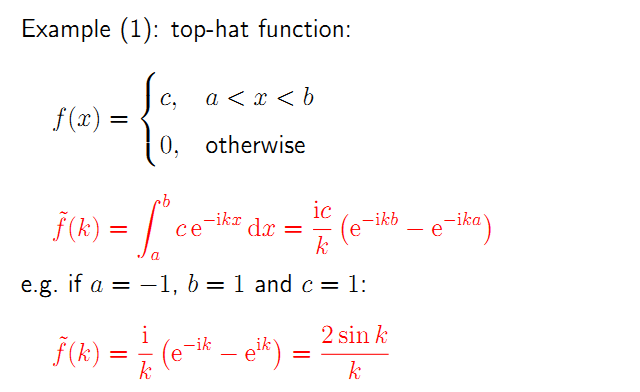 Example (1): top-hat function:
f(x) = { c, a < x < b
0, otherwise
f̃(k) = ∫_a^b c e^{−ikx} dx = ic/k (e^{−ikb} − e^{−ika})
e.g. if a = −1, b = 1 and c = 1:
f̃(k) = i/k (e^{−ik} − e^{ik}) = 2 sin k/k